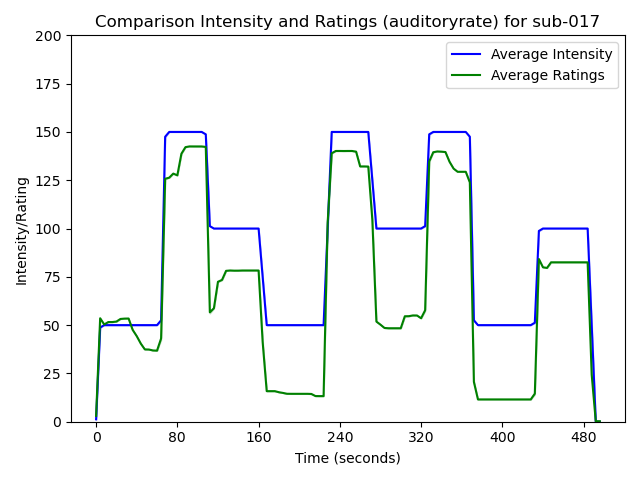 Comparison Intensity and Ratings (auditoryrate) for sub-017
200
175
150
125
100
75
50
25
0
Intensity/Rating
Average Intensity
Average Ratings
0 80 160 240 320 400 480
Time (seconds)